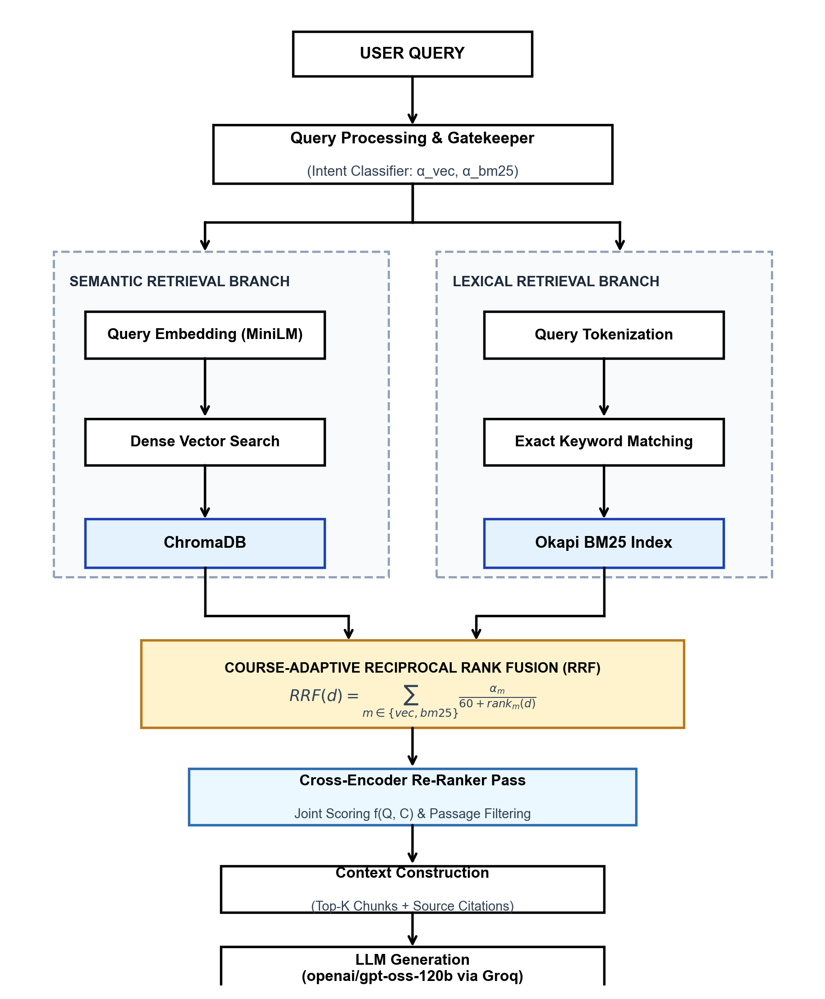 USER QUERY
Query Processing & Gatekeeper
(Intent Classifier: α_vec, α_bm25)
SEMANTIC RETRIEVAL BRANCH
Query Embedding (MiniLM)
Dense Vector Search
ChromaDB
LEXICAL RETRIEVAL BRANCH
Query Tokenization
Exact Keyword Matching
Okapi BM25 Index
COURSE-ADAPTIVE RECIPROCAL RANK FUSION (RRF)
RRF(d) = ∑_{m ∈ {vec, bm25}} α_m / (60 + rank_m(d))
Cross-Encoder Re-Ranker Pass
Joint Scoring f(Q, C) & Passage Filtering
Context Construction
(Top-K Chunks + Source Citations)
LLM Generation
(openai/gpt-oss-120b via Groq)